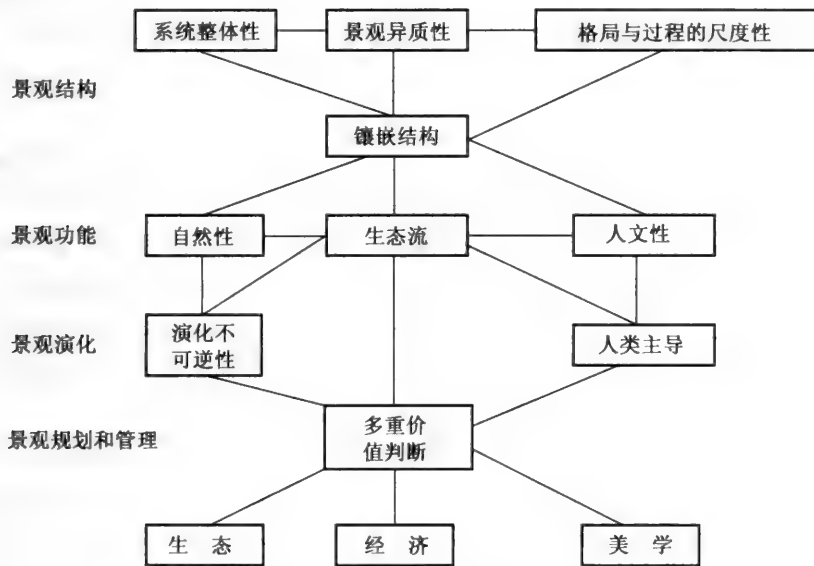 系统整体性
景观异质性
格局与过程的尺度性
景观结构
镶嵌结构
景观功能
自然性
生态流
人文性
景观演化
演化不
可逆性
人类主导
景观规划和管理
多重价
值判断
生 态
经 济
美 学